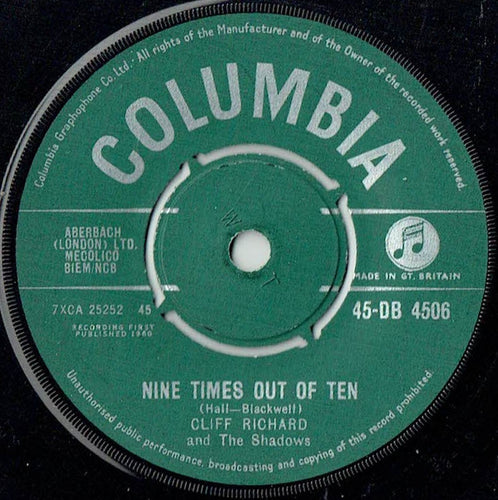 Columbia Graphophone Co. Ltd. All rights of the Manufacturer and of the Owner of the recorded work reserved.
COLUMBIA
ABERBACH
(LONDON) LTD.
MECOLICO
BIEM/NCB
MADE IN GT. BRITAIN
7XCA 25252 45
45-DB 4506
RECORDING FIRST
PUBLISHED 1960
NINE TIMES OUT OF TEN
(Hall—Blackwell)
CLIFF RICHARD
and The Shadows
Unauthorised public performance, broadcasting and copying of this record prohibited